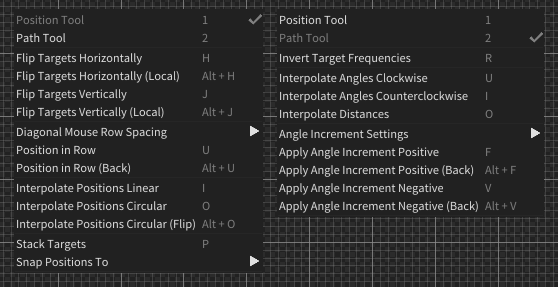 Position Tool 1
Path Tool 2
Flip Targets Horizontally H
Flip Targets Horizontally (Local) Alt + H
Flip Targets Vertically J
Flip Targets Vertically (Local) Alt + J
Diagonal Mouse Row Spacing
Position in Row U
Position in Row (Back) Alt + U
Interpolate Positions Linear I
Interpolate Positions Circular O
Interpolate Positions Circular (Flip) Alt + O
Stack Targets P
Snap Positions To
Position Tool 1
Path Tool 2
Invert Target Frequencies R
Interpolate Angles Clockwise U
Interpolate Angles Counterclockwise I
Interpolate Distances O
Angle Increment Settings
Apply Angle Increment Positive F
Apply Angle Increment Positive (Back) Alt + F
Apply Angle Increment Negative V
Apply Angle Increment Negative (Back) Alt + V